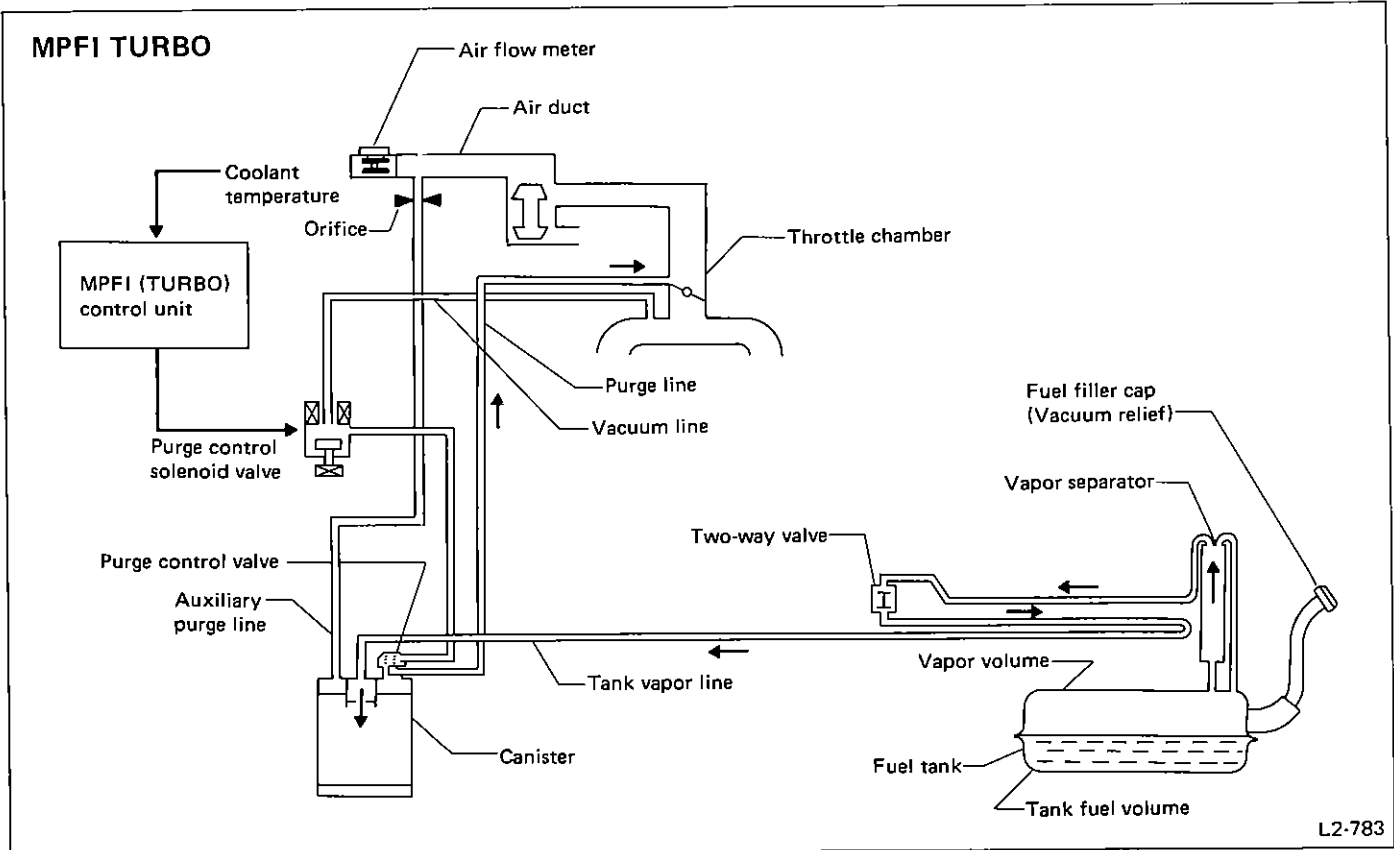 MPFI TURBO
Air flow meter
Air duct
Coolant
temperature
Orifice
Throttle chamber
MPFI (TURBO)
control unit
Purge line
Vacuum line
Fuel filler cap
(Vacuum relief)
Purge control
solenoid valve
Vapor separator
Two-way valve
Purge control valve
Auxiliary
purge line
Vapor volume
Tank vapor line
Canister
Fuel tank
Tank fuel volume
L2-783